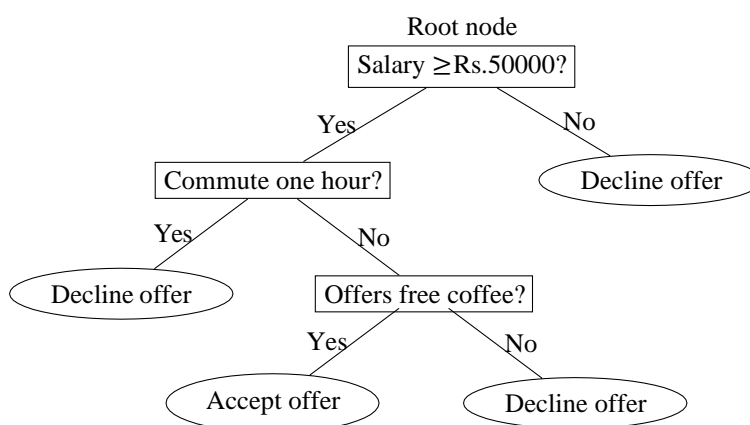 Root node
Salary ≥Rs.50000?
Yes
No
Commute one hour?
Decline offer
Yes
No
Decline offer
Offers free coffee?
Yes
No
Accept offer
Decline offer